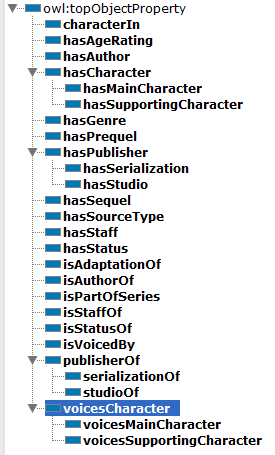 owl:topObjectProperty
characterIn
hasAgeRating
hasAuthor
hasCharacter
hasMainCharacter
hasSupportingCharacter
hasGenre
hasPrequel
hasPublisher
hasSerialization
hasStudio
hasSequel
hasSourceType
hasStaff
hasStatus
isAdaptationOf
isAuthorOf
isPartOfSeries
isStaffOf
isStatusOf
isVoicedBy
publisherOf
serializationOf
studioOf
voicesCharacter
voicesMainCharacter
voicesSupportingCharacter